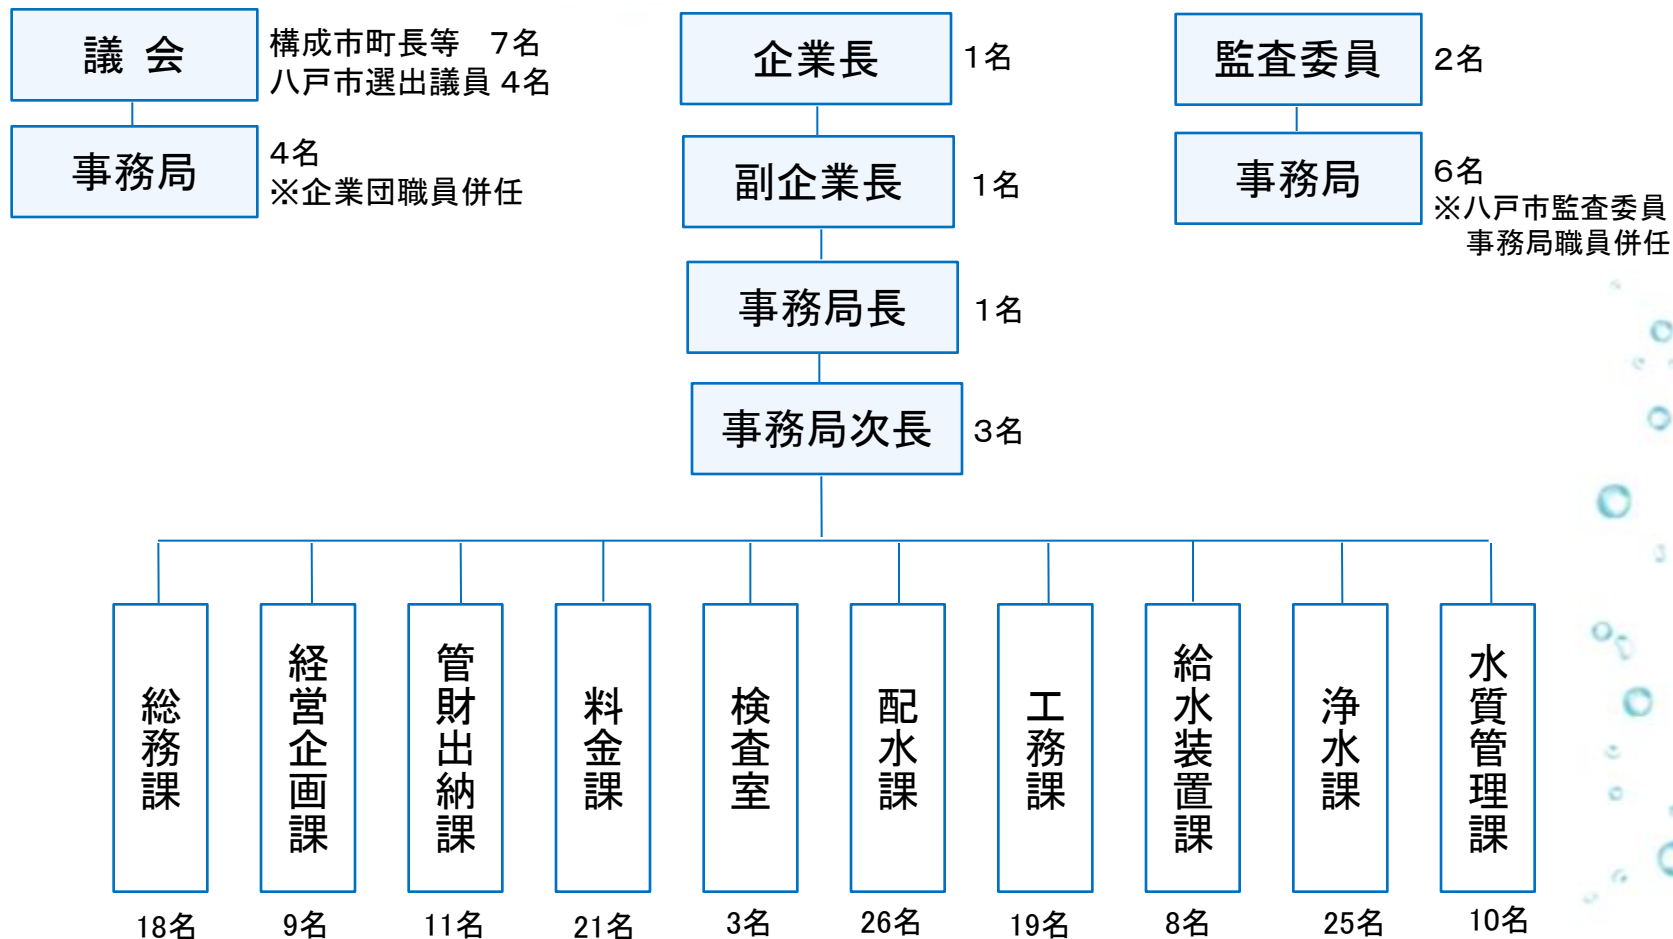 議 会
構成市町長等　７名
八戸市選出議員 ４名
事務局
４名
※企業団職員併任
企業長
１名
副企業長
１名
事務局長
１名
事務局次長
３名
監査委員
２名
事務局
６名
※八戸市監査委員
事務局職員併任
総務課
経営企画課
管財出納課
料金課
検査室
配水課
工務課
給水装置課
浄水課
水質管理課
18名
9名
11名
21名
3名
26名
19名
8名
25名
10名